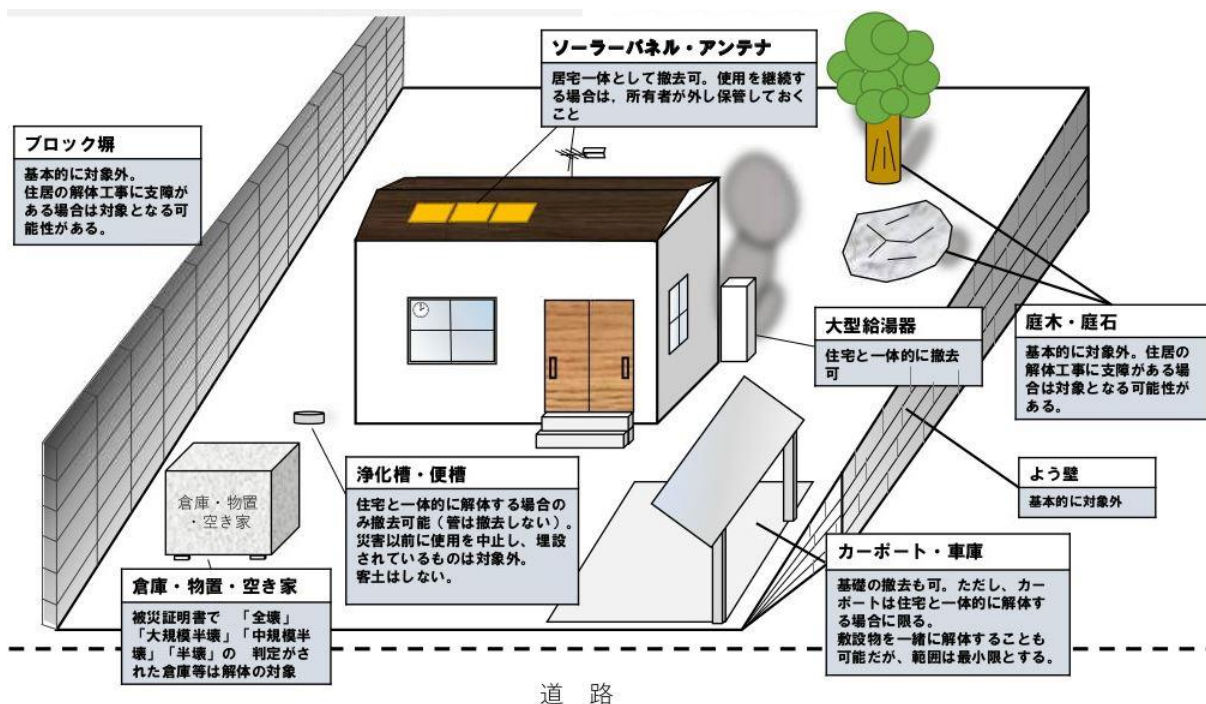 ソーラーパネル・アンテナ
居宅一体として撤去可。使用を継続す
る場合は，所有者が外し保管しておく
こと
ブロック塀
基本的に対象外。
住居の解体工事に支障が
ある場合は対象となる可
能性がある。
大型給湯器
住宅と一体的に撤去
可
庭木・庭石
基本的に対象外。住居の
解体工事に支障がある場
合は対象となる可能性が
ある。
よう壁
基本的に対象外
浄化槽・便槽
住宅と一体的に解体する場合の
み撤去可能（管は撤去しない）。
災害以前に使用を中止し、埋設
されているものは対象外。
客土はしない。
倉庫・物置
・空き家
倉庫・物置・空き家
被災証明書で　「全壊」
「大規模半壊」「中規模半
壊」「半壊」の　判定がさ
れた倉庫等は解体の対象
カーポート・車庫
基礎の撤去も可。ただし、カー
ポートは住宅と一体的に解体す
る場合に限る。
敷設物を一緒に解体することも
可能だが、範囲は最小限とする。
道　路